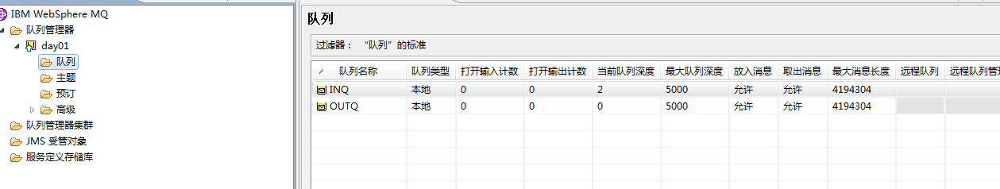 IBM WebSphere MQ
队列管理器
day01
队列
主题
预订
高级
队列管理器集群
JMS 受管对象
服务定义存储库
队列
过滤器： “队列”的标准
队列名称 队列类型 打开输入计数 打开输出计数 当前队列深度 最大队列深度 放入消息 取出消息 最大消息长度 远程队列 远程队列管理
INQ 本地 0 0 2 5000 允许 允许 4194304
OUTQ 本地 0 0 0 5000 允许 允许 4194304